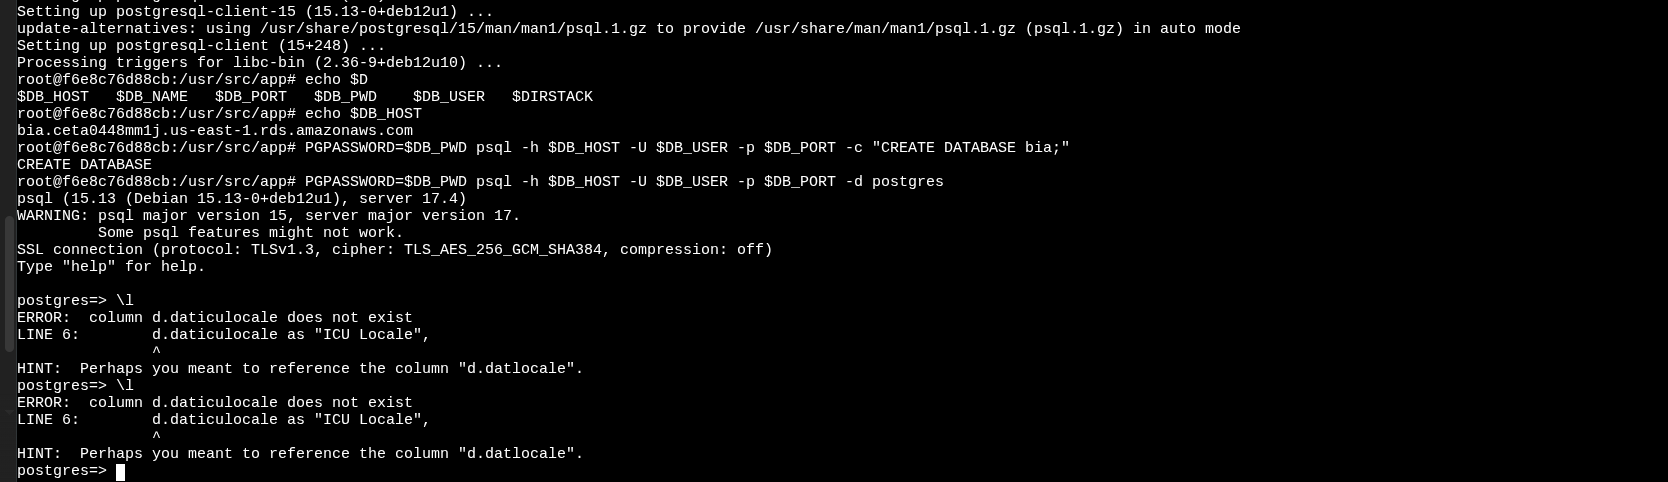 Setting up postgresql-client-15 (15.13-0+deb12u1) ...
update-alternatives: using /usr/share/postgresql/15/man/man1/psql.1.gz to provide /usr/share/man/man1/psql.1.gz (psql.1.gz) in auto mode
Setting up postgresql-client (15+248) ...
Processing triggers for libc-bin (2.36-9+deb12u10) ...
root@f6e8c76d88cb:/usr/src/app# echo $D
$DB_HOST   $DB_NAME   $DB_PORT   $DB_PWD    $DB_USER   $DIRSTACK
root@f6e8c76d88cb:/usr/src/app# echo $DB_HOST
bia.ceta0448mm1j.us-east-1.rds.amazonaws.com
root@f6e8c76d88cb:/usr/src/app# PGPASSWORD=$DB_PWD psql -h $DB_HOST -U $DB_USER -p $DB_PORT -c "CREATE DATABASE bia;"
CREATE DATABASE
root@f6e8c76d88cb:/usr/src/app# PGPASSWORD=$DB_PWD psql -h $DB_HOST -U $DB_USER -p $DB_PORT -d postgres
psql (15.13 (Debian 15.13-0+deb12u1), server 17.4)
WARNING: psql major version 15, server major version 17.
         Some psql features might not work.
SSL connection (protocol: TLSv1.3, cipher: TLS_AES_256_GCM_SHA384, compression: off)
Type "help" for help.

postgres=> \l
ERROR:  column d.daticulocale does not exist
LINE 6:        d.daticulocale as "ICU Locale",
               ^
HINT:  Perhaps you meant to reference the column "d.datlocale".
postgres=> \l
ERROR:  column d.daticulocale does not exist
LINE 6:        d.daticulocale as "ICU Locale",
               ^
HINT:  Perhaps you meant to reference the column "d.datlocale".
postgres=>